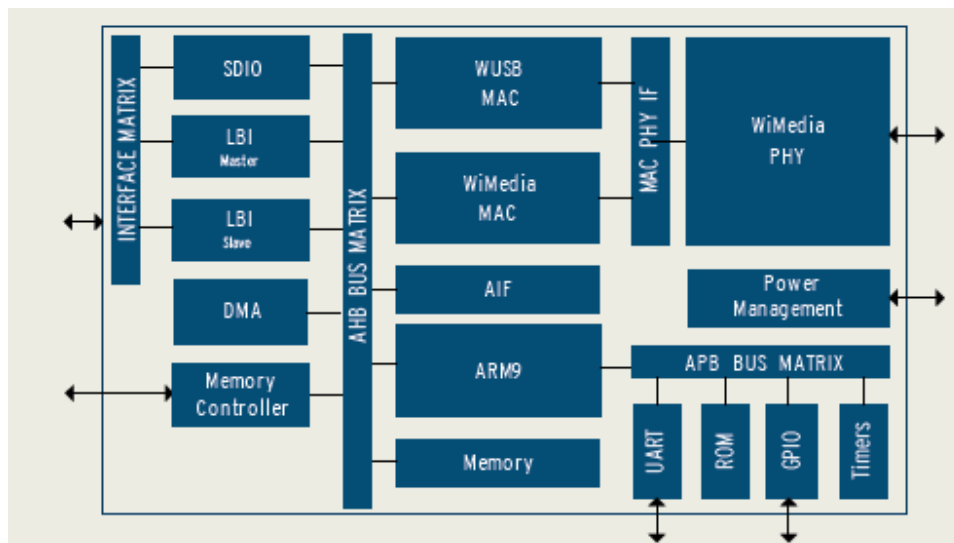 INTERFACE MATRIX
SDIO
LBI
Master
LBI
Slave
DMA
Memory
Controller
AHB BUS MATRIX
WUSB
MAC
WiMedia
MAC
AIF
ARM9
Memory
MAC PHY IF
WiMedia
PHY
Power
Management
APB BUS MATRIX
UART
ROM
GPIO
Timers